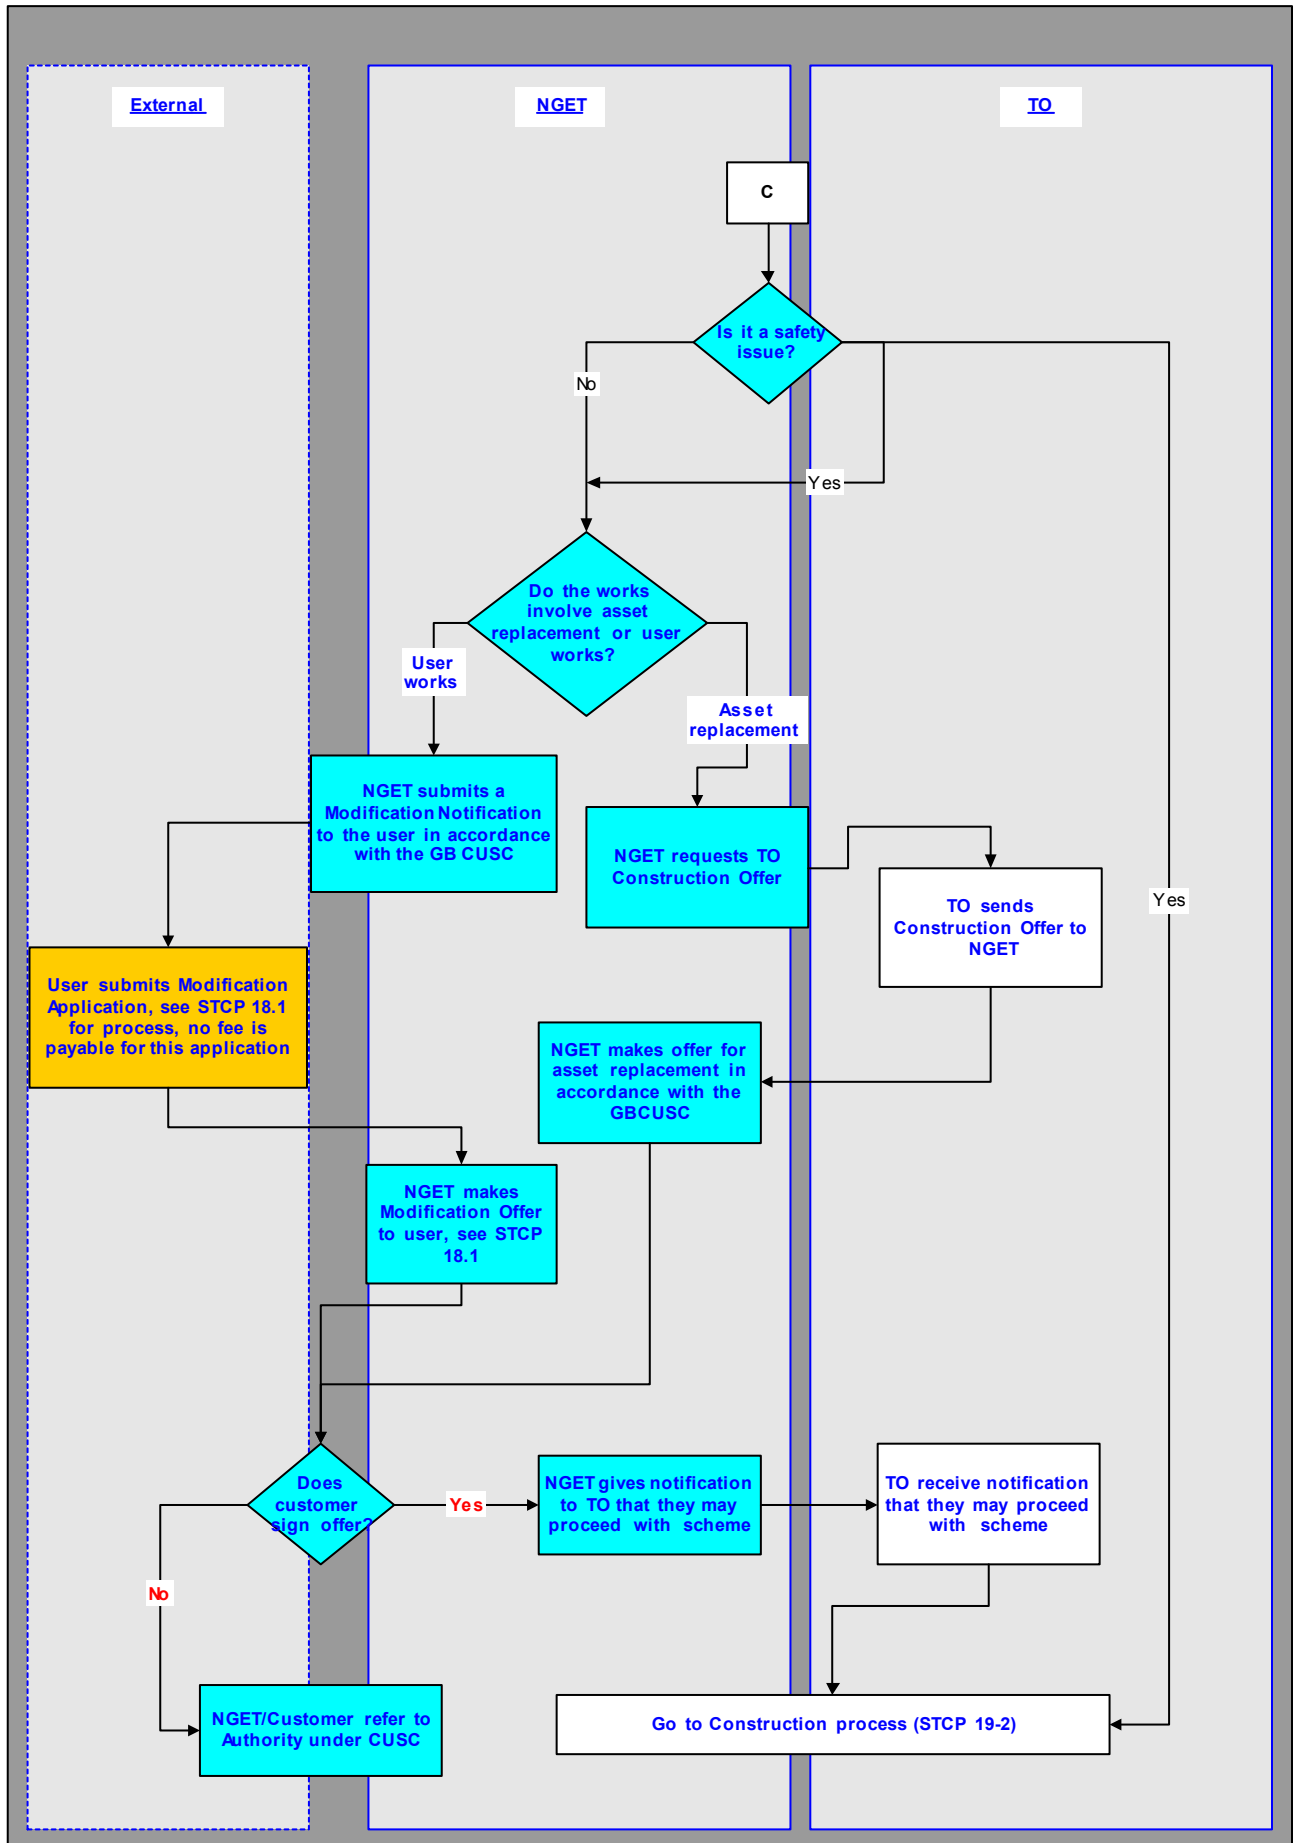 External
NGET
TO
C
Is it a safety
issue?
No
Yes
Do the works
involve asset
replacement or user
works?
User
works
Asset
replacement
NGET submits a
Modification Notification
to the user in accordance
with the GB CUSC
NGET requests TO
Construction Offer
TO sends
Construction Offer to
NGET
Yes
User submits Modification
Application, see STCP 18.1
for process, no fee is
payable for this application
NGET makes offer for
asset replacement in
accordance with the
GBCUSC
NGET makes
Modification Offer
to user, see STCP
18.1
Does
customer
sign offer?
Yes
NGET gives notification
to TO that they may
proceed with scheme
TO receive notification
that they may proceed
with scheme
No
NGET/Customer refer to
Authority under CUSC
Go to Construction process (STCP 19-2)